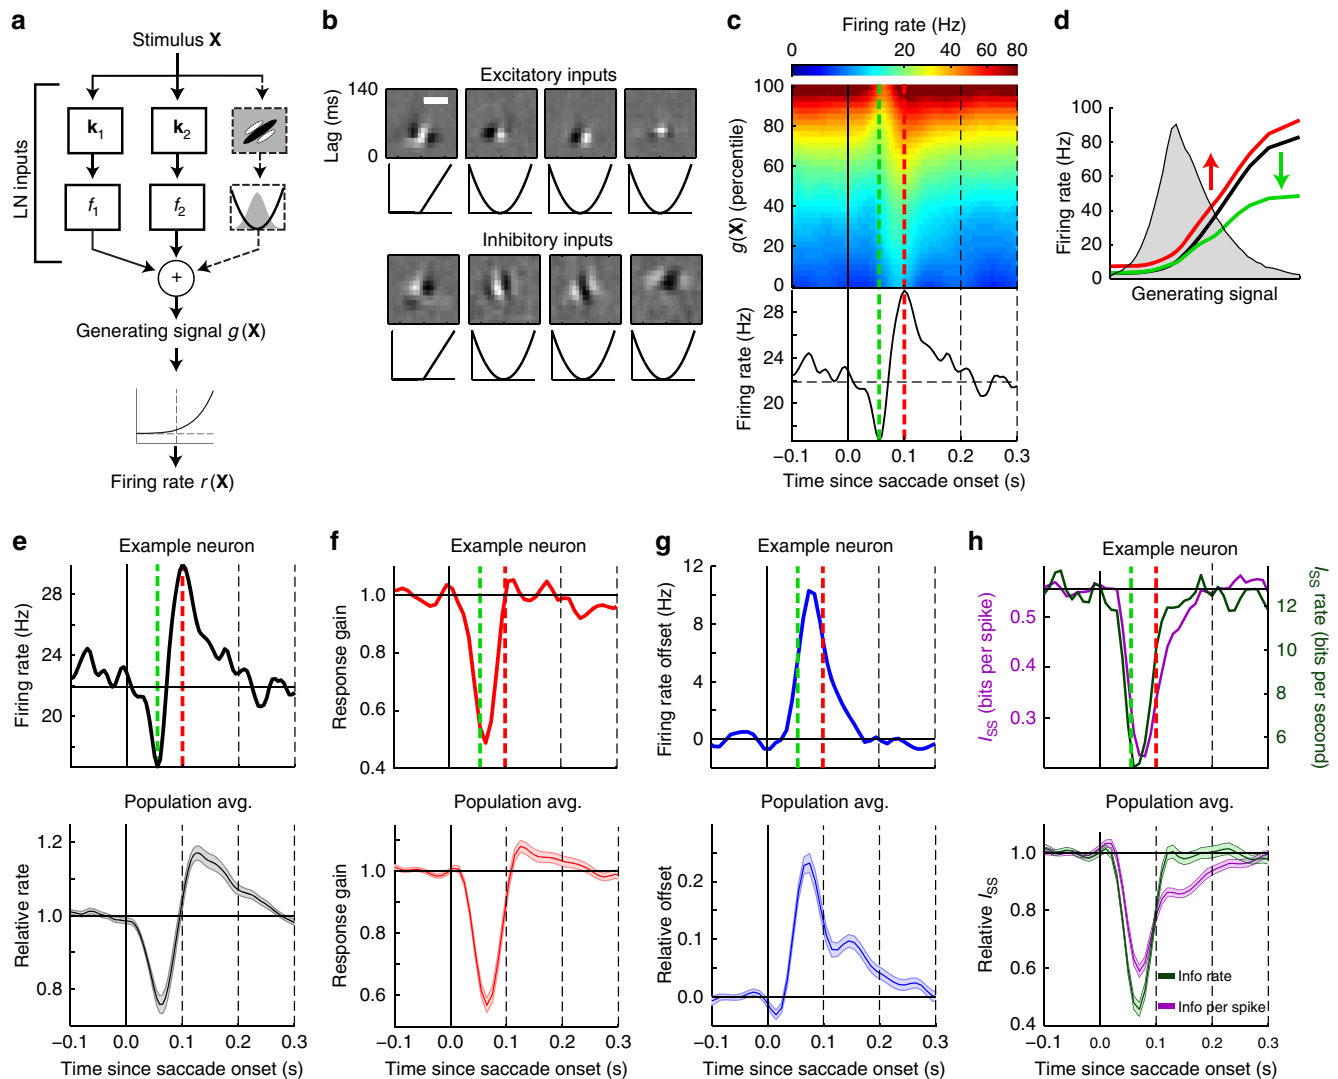 a
Stimulus X
LN inputs
k1
k2
f1
f2
+
Generating signal g(X)
Firing rate r(X)
b
Excitatory inputs
140
Lag (ms)
0
Inhibitory inputs
c
Firing rate (Hz)
0 20 40 60 80
100
80
60
40
20
0
g(X) (percentile)
28
24
20
Firing rate (Hz)
−0.1 0.0 0.1 0.2 0.3
Time since saccade onset (s)
d
100
80
60
40
20
0
Firing rate (Hz)
Generating signal
e
Example neuron
28
24
20
Firing rate (Hz)
Population avg.
1.2
1.0
0.8
Relative rate
−0.1 0.0 0.1 0.2 0.3
Time since saccade onset (s)
f
Example neuron
1.0
0.8
0.6
0.4
Response gain
Population avg.
1.0
0.8
0.6
Response gain
−0.1 0.0 0.1 0.2 0.3
Time since saccade onset (s)
g
Example neuron
12
8
4
0
Firing rate offset (Hz)
Population avg.
0.2
0.1
0.0
Relative offset
−0.1 0.0 0.1 0.2 0.3
Time since saccade onset (s)
h
Example neuron
0.5
0.4
0.3
ISS (bits per spike)
12
10
8
6
ISS rate (bits per second)
Population avg.
1.0
0.8
0.6
0.4
Relative ISS
Info rate
Info per spike
−0.1 0.0 0.1 0.2 0.3
Time since saccade onset (s)